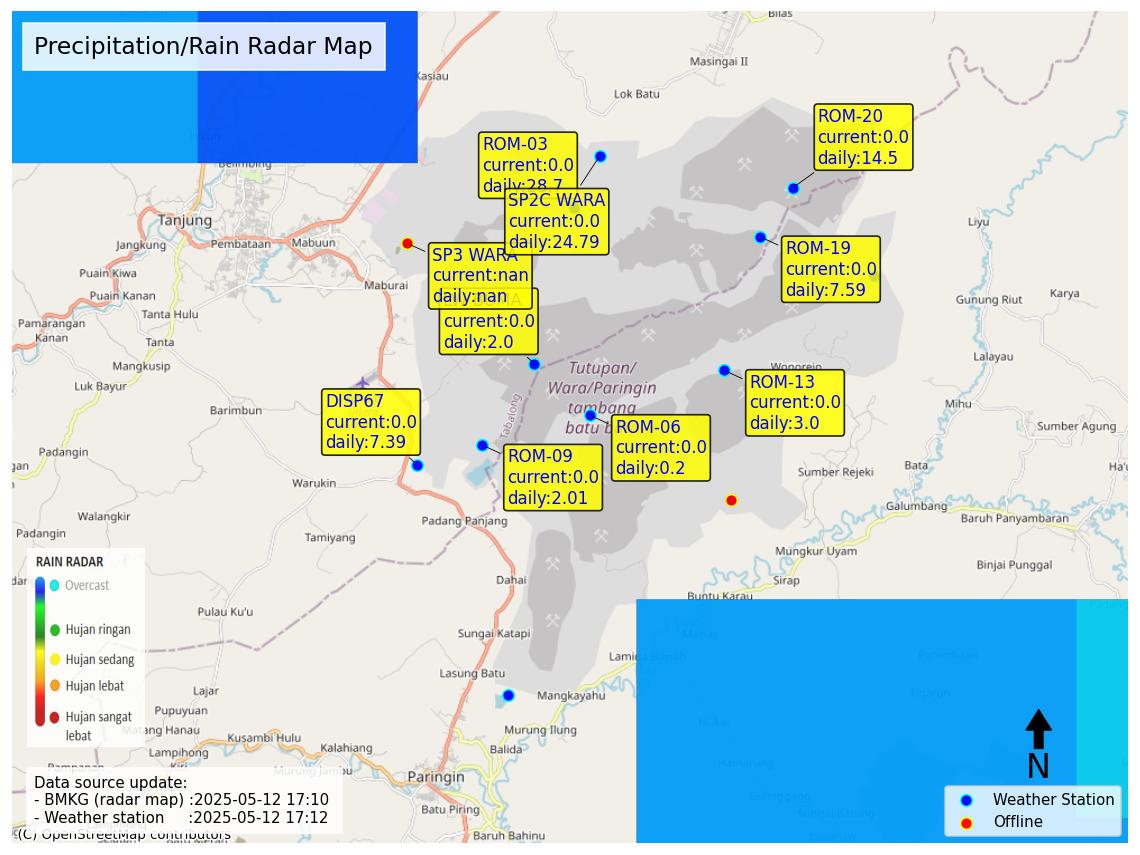 Precipitation/Rain Radar Map
Bilas
Masingai II
Kasiau
Lok Batu
Belimbing
Tanjung
Jangkung
Pembataan
Mabuun
Puain Kiwa
Maburai
Puain Kanan
Tanta Hulu
Pamarangan
Kanan
Tanta
Mangkusip
Luk Bayur
Barimbun
Liyu
Gunung Riut
Karya
Lalayau
Mihu
Sumber Agung
Wonorejo
ROM-03
current:0.0
daily:28.7
SP2C WARA
current:0.0
daily:24.79
ROM-20
current:0.0
daily:14.5
ROM-19
current:0.0
daily:7.59
SP3 WARA
current:nan
daily:nan
current:0.0
daily:2.0
Tutupan/
Wara/Paringin
tambang
batu b
Tabalong
ROM-13
current:0.0
daily:3.0
DISP67
current:0.0
daily:7.39
ROM-06
current:0.0
daily:0.2
ROM-09
current:0.0
daily:2.01
Warukin
Walangkir
Padangin
Tamiyang
Padang Panjang
Sumber Rejeki
Bata
Galumbang
Baruh Panyambaran
Mungkur Uyam
Binjai Punggal
Sirap
Buntu Karau
Dahai
Pulau Ku'u
Sungai Katapi
Lamida Bawah
Lasung Batu
Mangkayahu
Murung Ilung
Lajar
Pupuyuan
Matang Hanau
Lampihong
Kiri
Kusambi Hulu
Kalahiang
Murung Jambu
Balida
Paringin
Batu Piring
Baruh Bahinu
RAIN RADAR
Overcast
Hujan ringan
Hujan sedang
Hujan lebat
Hujan sangat
lebat
Data source update:
- BMKG (radar map) :2025-05-12 17:10
- Weather station :2025-05-12 17:12
(C) OpenStreetMap contributors
N
Weather Station
Offline